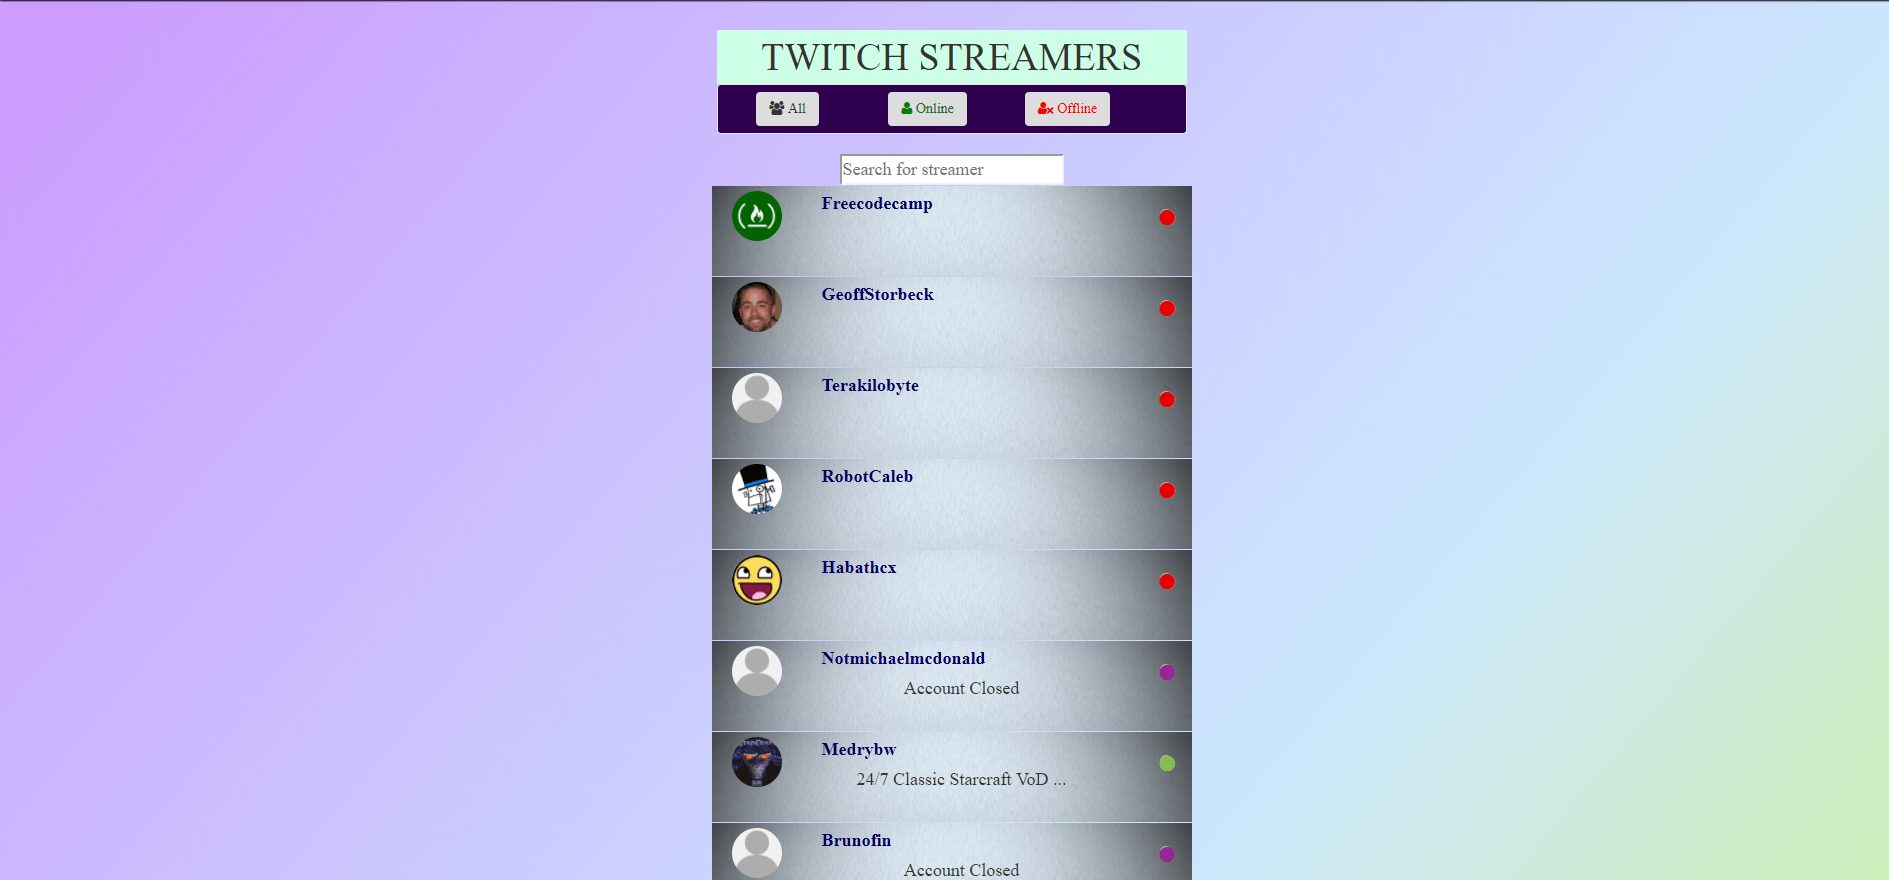 TWITCH STREAMERS
All Online Offline
Search for streamer
Freecodecamp
GeoffStorbeck
Terakilobyte
RobotCaleb
Habathcx
Notmichaelmcdonald
Account Closed
Medrybw
24/7 Classic Starcraft VoD ...
Brunofin
Account Closed